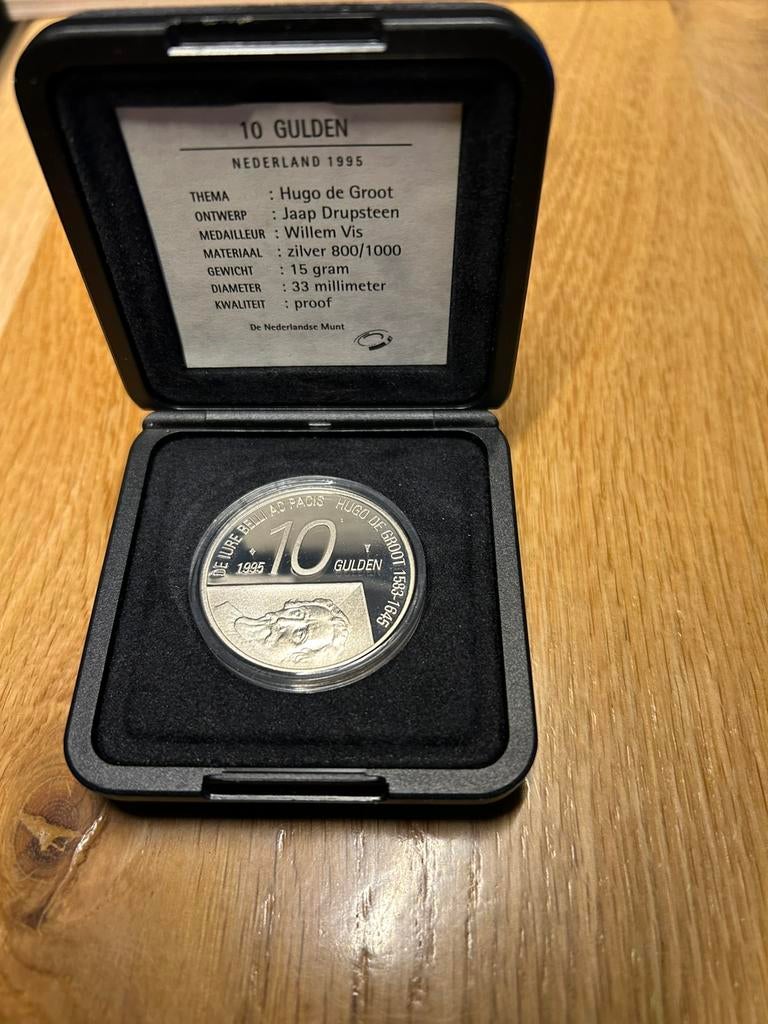 10 GULDEN
NEDERLAND 1995
THEMA : Hugo de Groot
ONTWERP : Jaap Drupsteen
MEDAILLEUR : Willem Vis
MATERIAAL : zilver 800/1000
GEWICHT : 15 gram
DIAMETER : 33 millimeter
KWALITEIT : proof
De Nederlandse Munt
DE IURE BELLI AC PACIS HUGO DE GROOT 1583-1645
10
1995 GULDEN